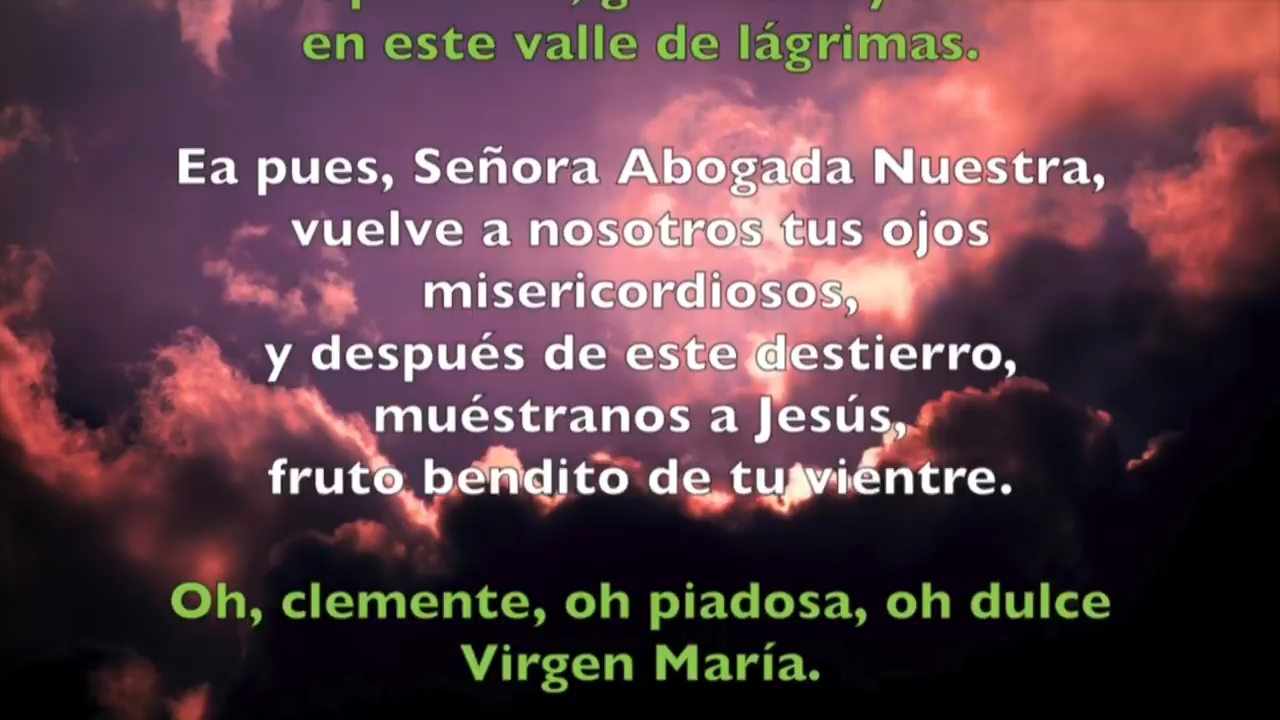 en este valle de lágrimas.
Ea pues, Señora Abogada Nuestra,
vuelve a nosotros tus ojos
misericordiosos,
y después de este destierro,
muéstranos a Jesús,
fruto bendito de tu vientre.
Oh, clemente, oh piadosa, oh dulce
Virgen María.